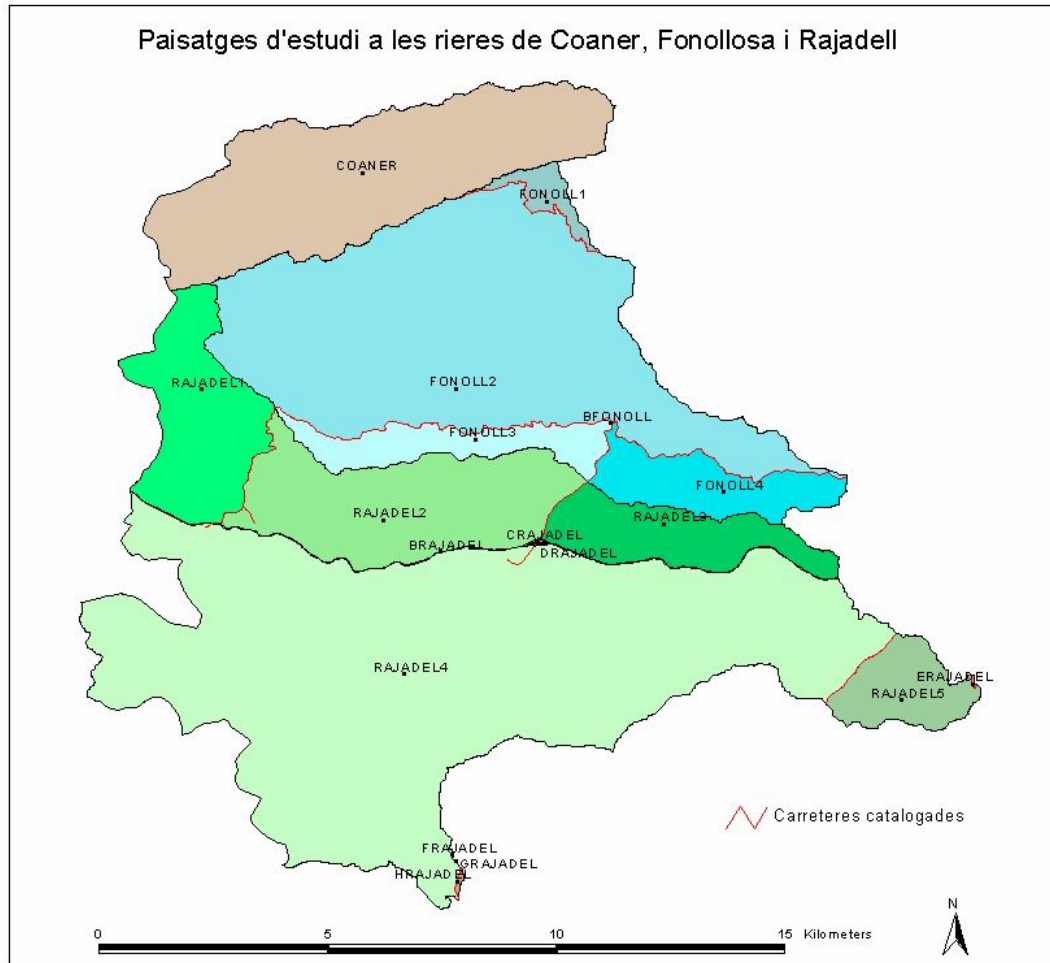 Paisatges d'estudi a les rieres de Coaner, Fonollosa i Rajadell
COANER
FONOLL1
RAJADEL1
FONOLL2
BFONOLL
FONOLL3
FONOLL4
RAJADEL2
RAJADEL3
CRAJADEL
BRAJADEL
DRAJADEL
RAJADEL4
ERAJADEL
RAJADEL5
Carreteres catalogades
FRAJADEL
GRAJADEL
HRAJADEL
N
0 5 10 15 Kilometers